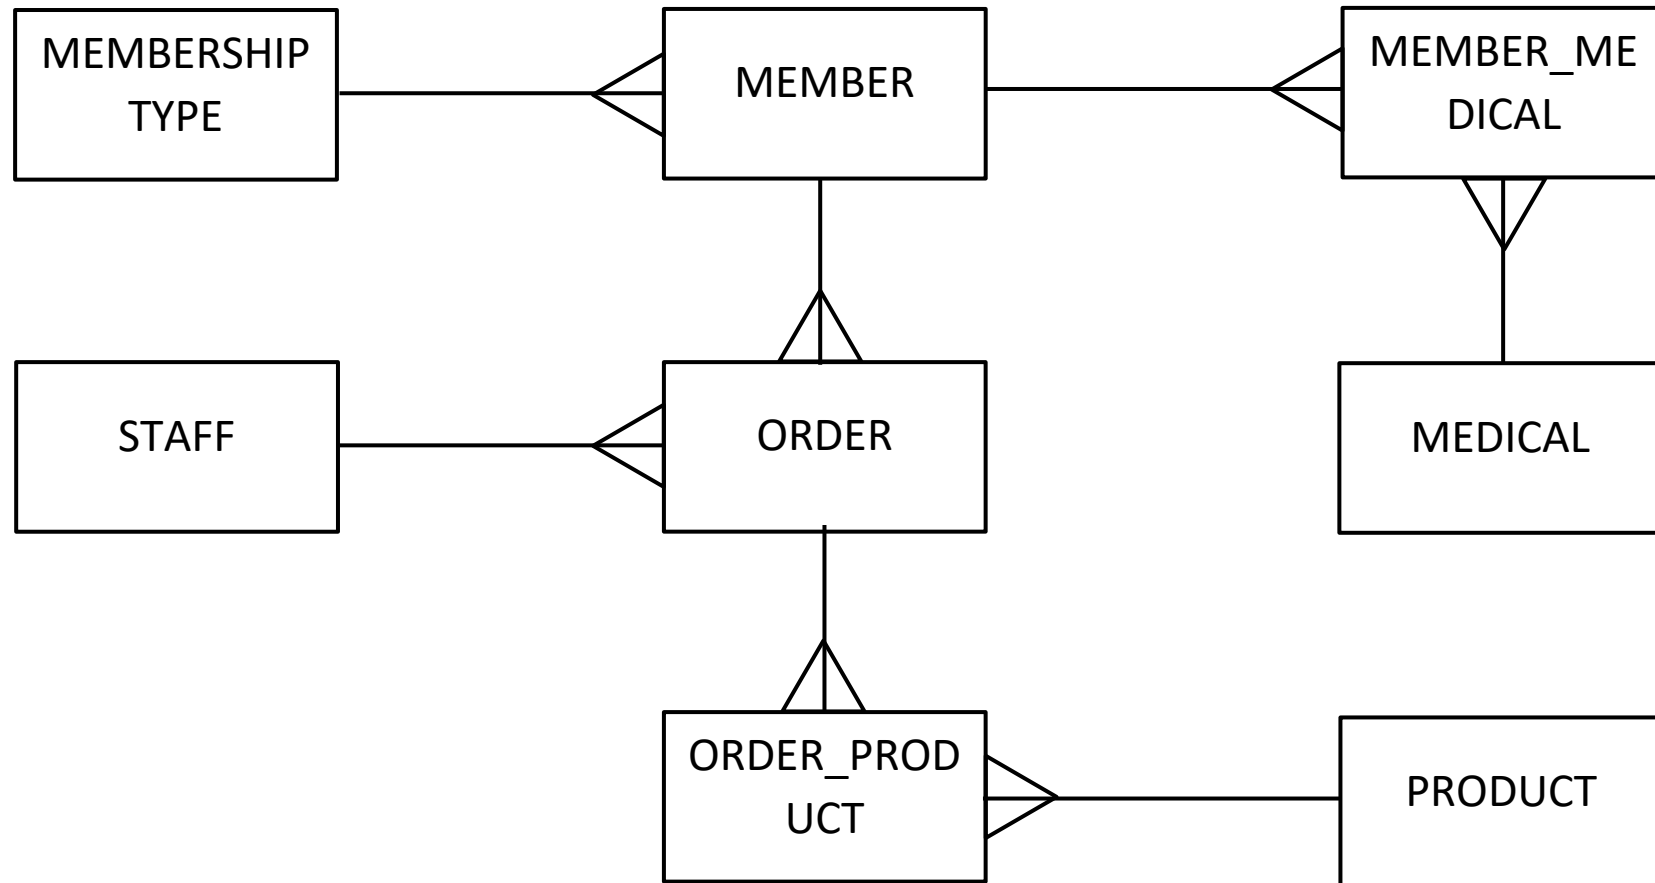 MEMBERSHIP
TYPE
MEMBER
MEMBER_ME
DICAL
STAFF
ORDER
MEDICAL
ORDER_PROD
UCT
PRODUCT